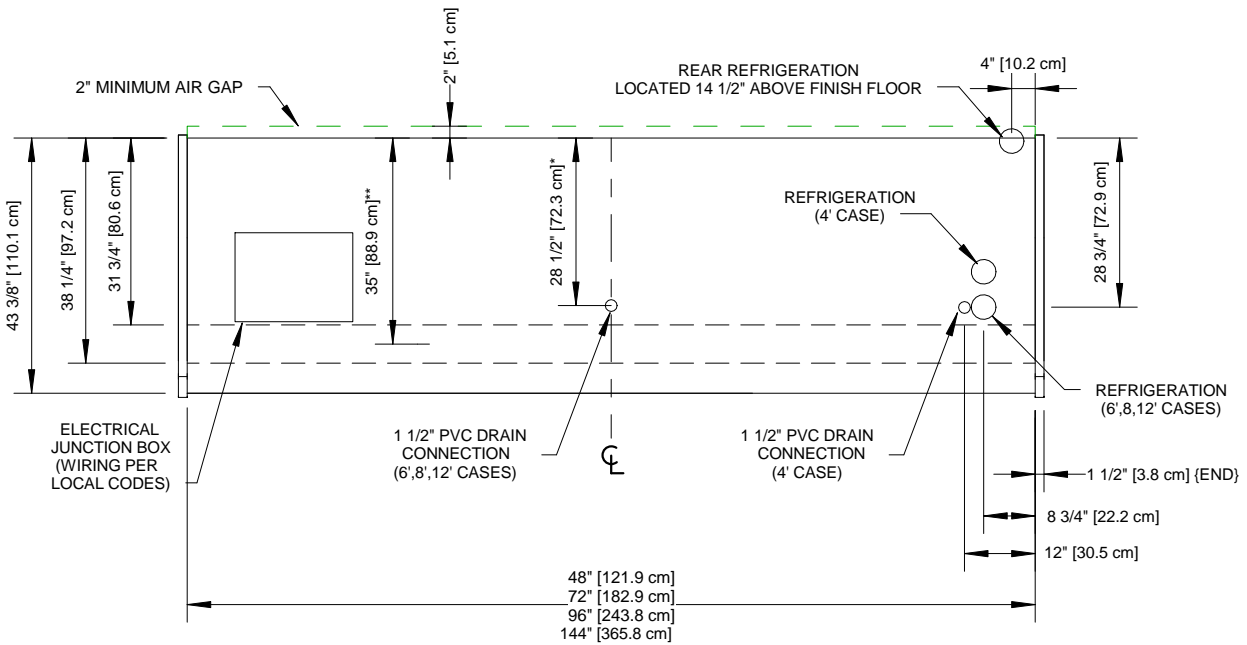 2" MINIMUM AIR GAP
2" [5.1 cm]
REAR REFRIGERATION
LOCATED 14 1/2" ABOVE FINISH FLOOR
4" [10.2 cm]
43 3/8" [110.1 cm]
38 1/4" [97.2 cm]
31 3/4" [80.6 cm]
35" [88.9 cm]**
28 1/2" [72.3 cm]*
REFRIGERATION
(4' CASE)
28 3/4" [72.9 cm]
ELECTRICAL
JUNCTION BOX
(WIRING PER
LOCAL CODES)
1 1/2" PVC DRAIN
CONNECTION
(6',8',12' CASES)
CL
1 1/2" PVC DRAIN
CONNECTION
(4' CASE)
REFRIGERATION
(6',8,12' CASES)
1 1/2" [3.8 cm] {END}
8 3/4" [22.2 cm]
12" [30.5 cm]
48" [121.9 cm]
72" [182.9 cm]
96" [243.8 cm]
144" [365.8 cm]